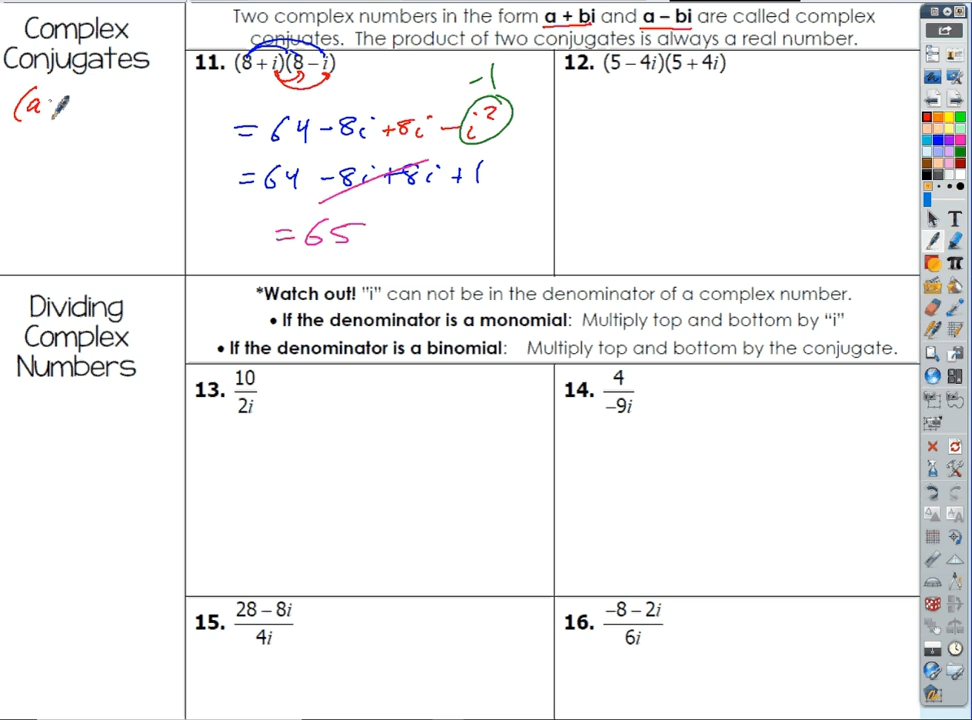 Complex
Conjugates
(a
Two complex numbers in the form a + bi and a – bi are called complex
conjuates. The product of two conjugates is always a real number.
11. (8 + i)(8 – i)
-1
= 64 - 8i + 8i - i²
= 64 - 8i + 8i + 1
= 65
12. (5 – 4i)(5 + 4i)
Dividing
Complex
Numbers
*Watch out! "i" can not be in the denominator of a complex number.
• If the denominator is a monomial: Multiply top and bottom by "i"
• If the denominator is a binomial: Multiply top and bottom by the conjugate.
13. 10/2i
14. 4/–9i
15. 28 – 8i/4i
16. –8 – 2i/6i